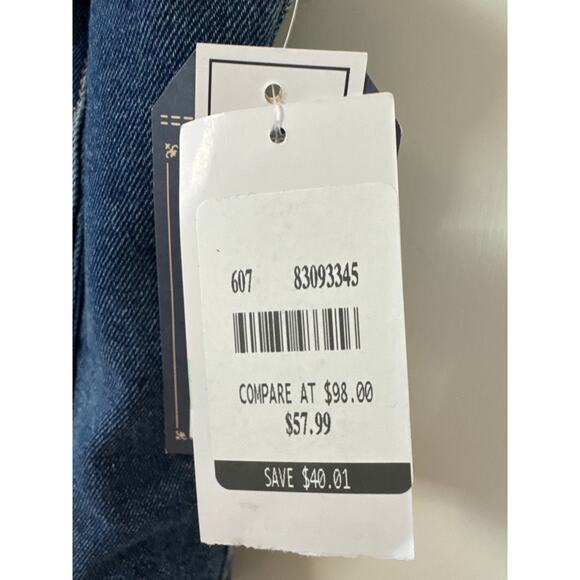 607 83093345
COMPARE AT $98.00
$57.99
SAVE $40.01